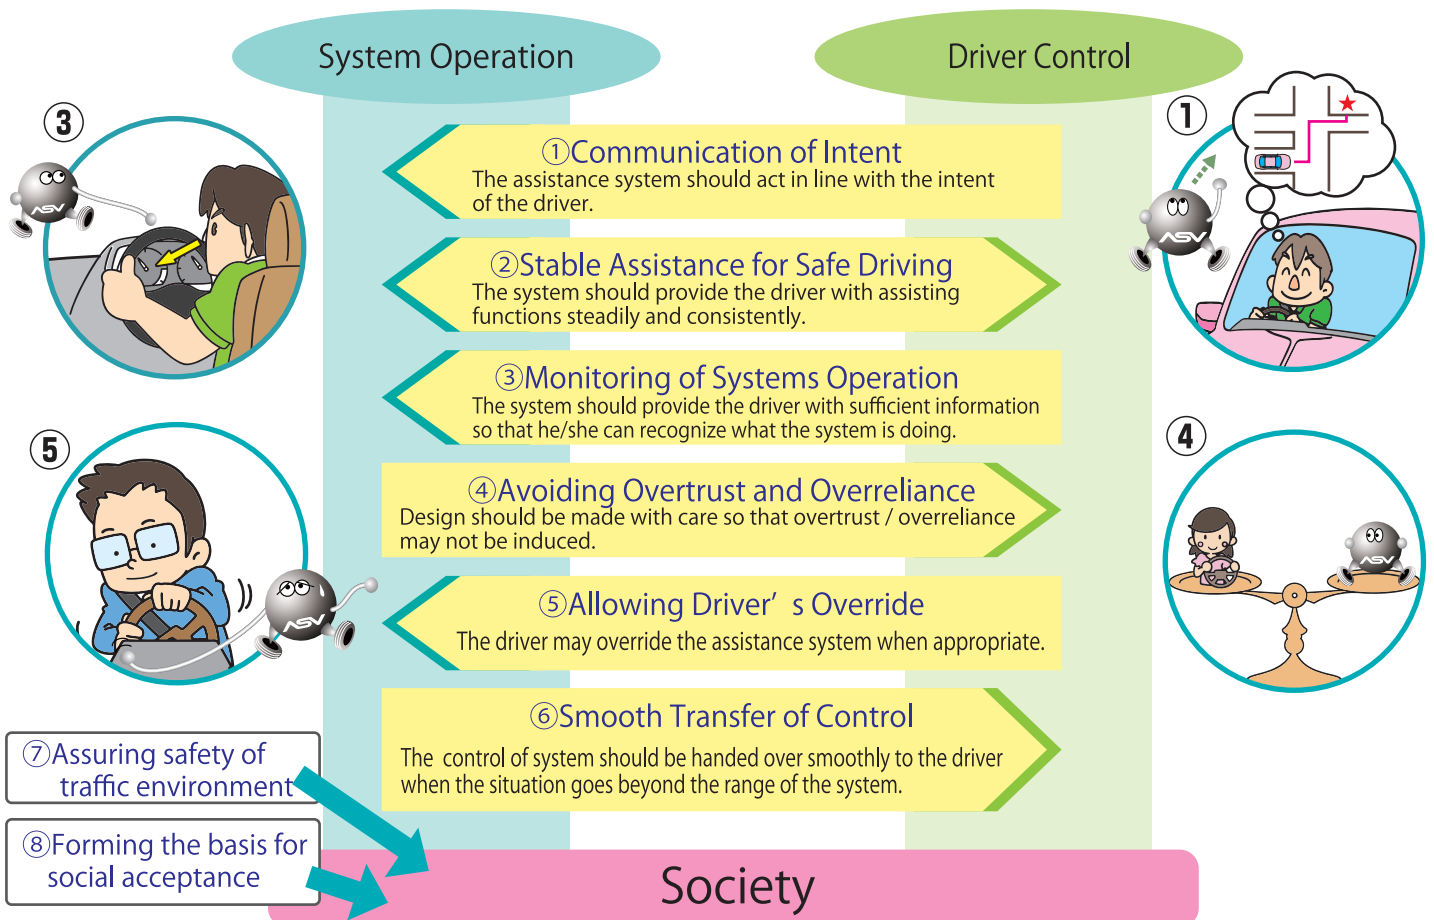 System Operation
Driver Control
①Communication of Intent
The assistance system should act in line with the intent
of the driver.
②Stable Assistance for Safe Driving
The system should provide the driver with assisting
functions steadily and consistently.
③Monitoring of Systems Operation
The system should provide the driver with sufficient information
so that he/she can recognize what the system is doing.
④Avoiding Overtrust and Overreliance
Design should be made with care so that overtrust / overreliance
may not be induced.
⑤Allowing Driver’ s Override
The driver may override the assistance system when appropriate.
⑥Smooth Transfer of Control
The control of system should be handed over smoothly to the driver
when the situation goes beyond the range of the system.
③
ASV
⑤
ASV
①
ASV
④
ASV
⑦Assuring safety of
traffic environment
⑧Forming the basis for
social acceptance
Society